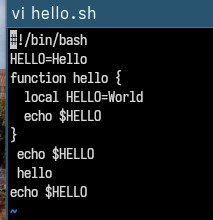 vi hello.sh
#!/bin/bash
HELLO=Hello
function hello {
  local HELLO=World
  echo $HELLO
}
 echo $HELLO
 hello
echo $HELLO
~